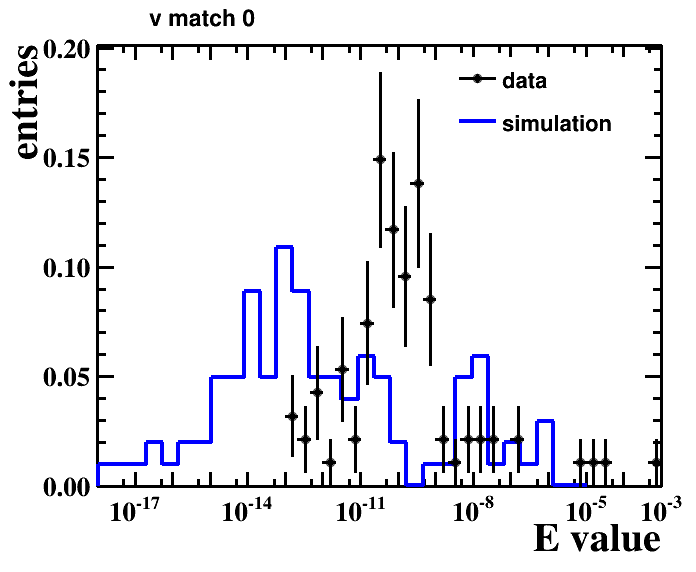 v match 0
entries
0.20
0.15
0.10
0.05
0.00
data
simulation
10^-17
10^-14
10^-11
10^-8
10^-5
10^-3
E value